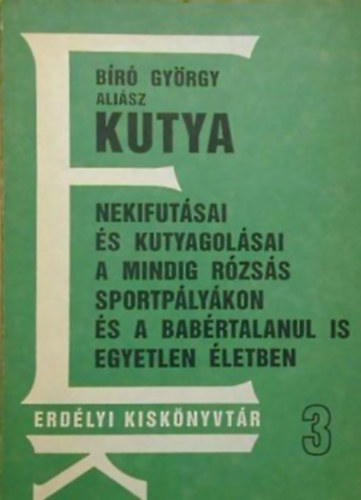 BÍRÓ GYÖRGY
ALIÁSZ
KUTYA
NEKIFUTÁSAI
ÉS KUTYAGOLÁSAI
A MINDIG RÓZSÁS
SPORTPÁLYÁKON
ÉS A BABÉRTALANUL IS
EGYETLEN ÉLETBEN
ERDÉLYI KISKÖNYVTÁR
3
E
K